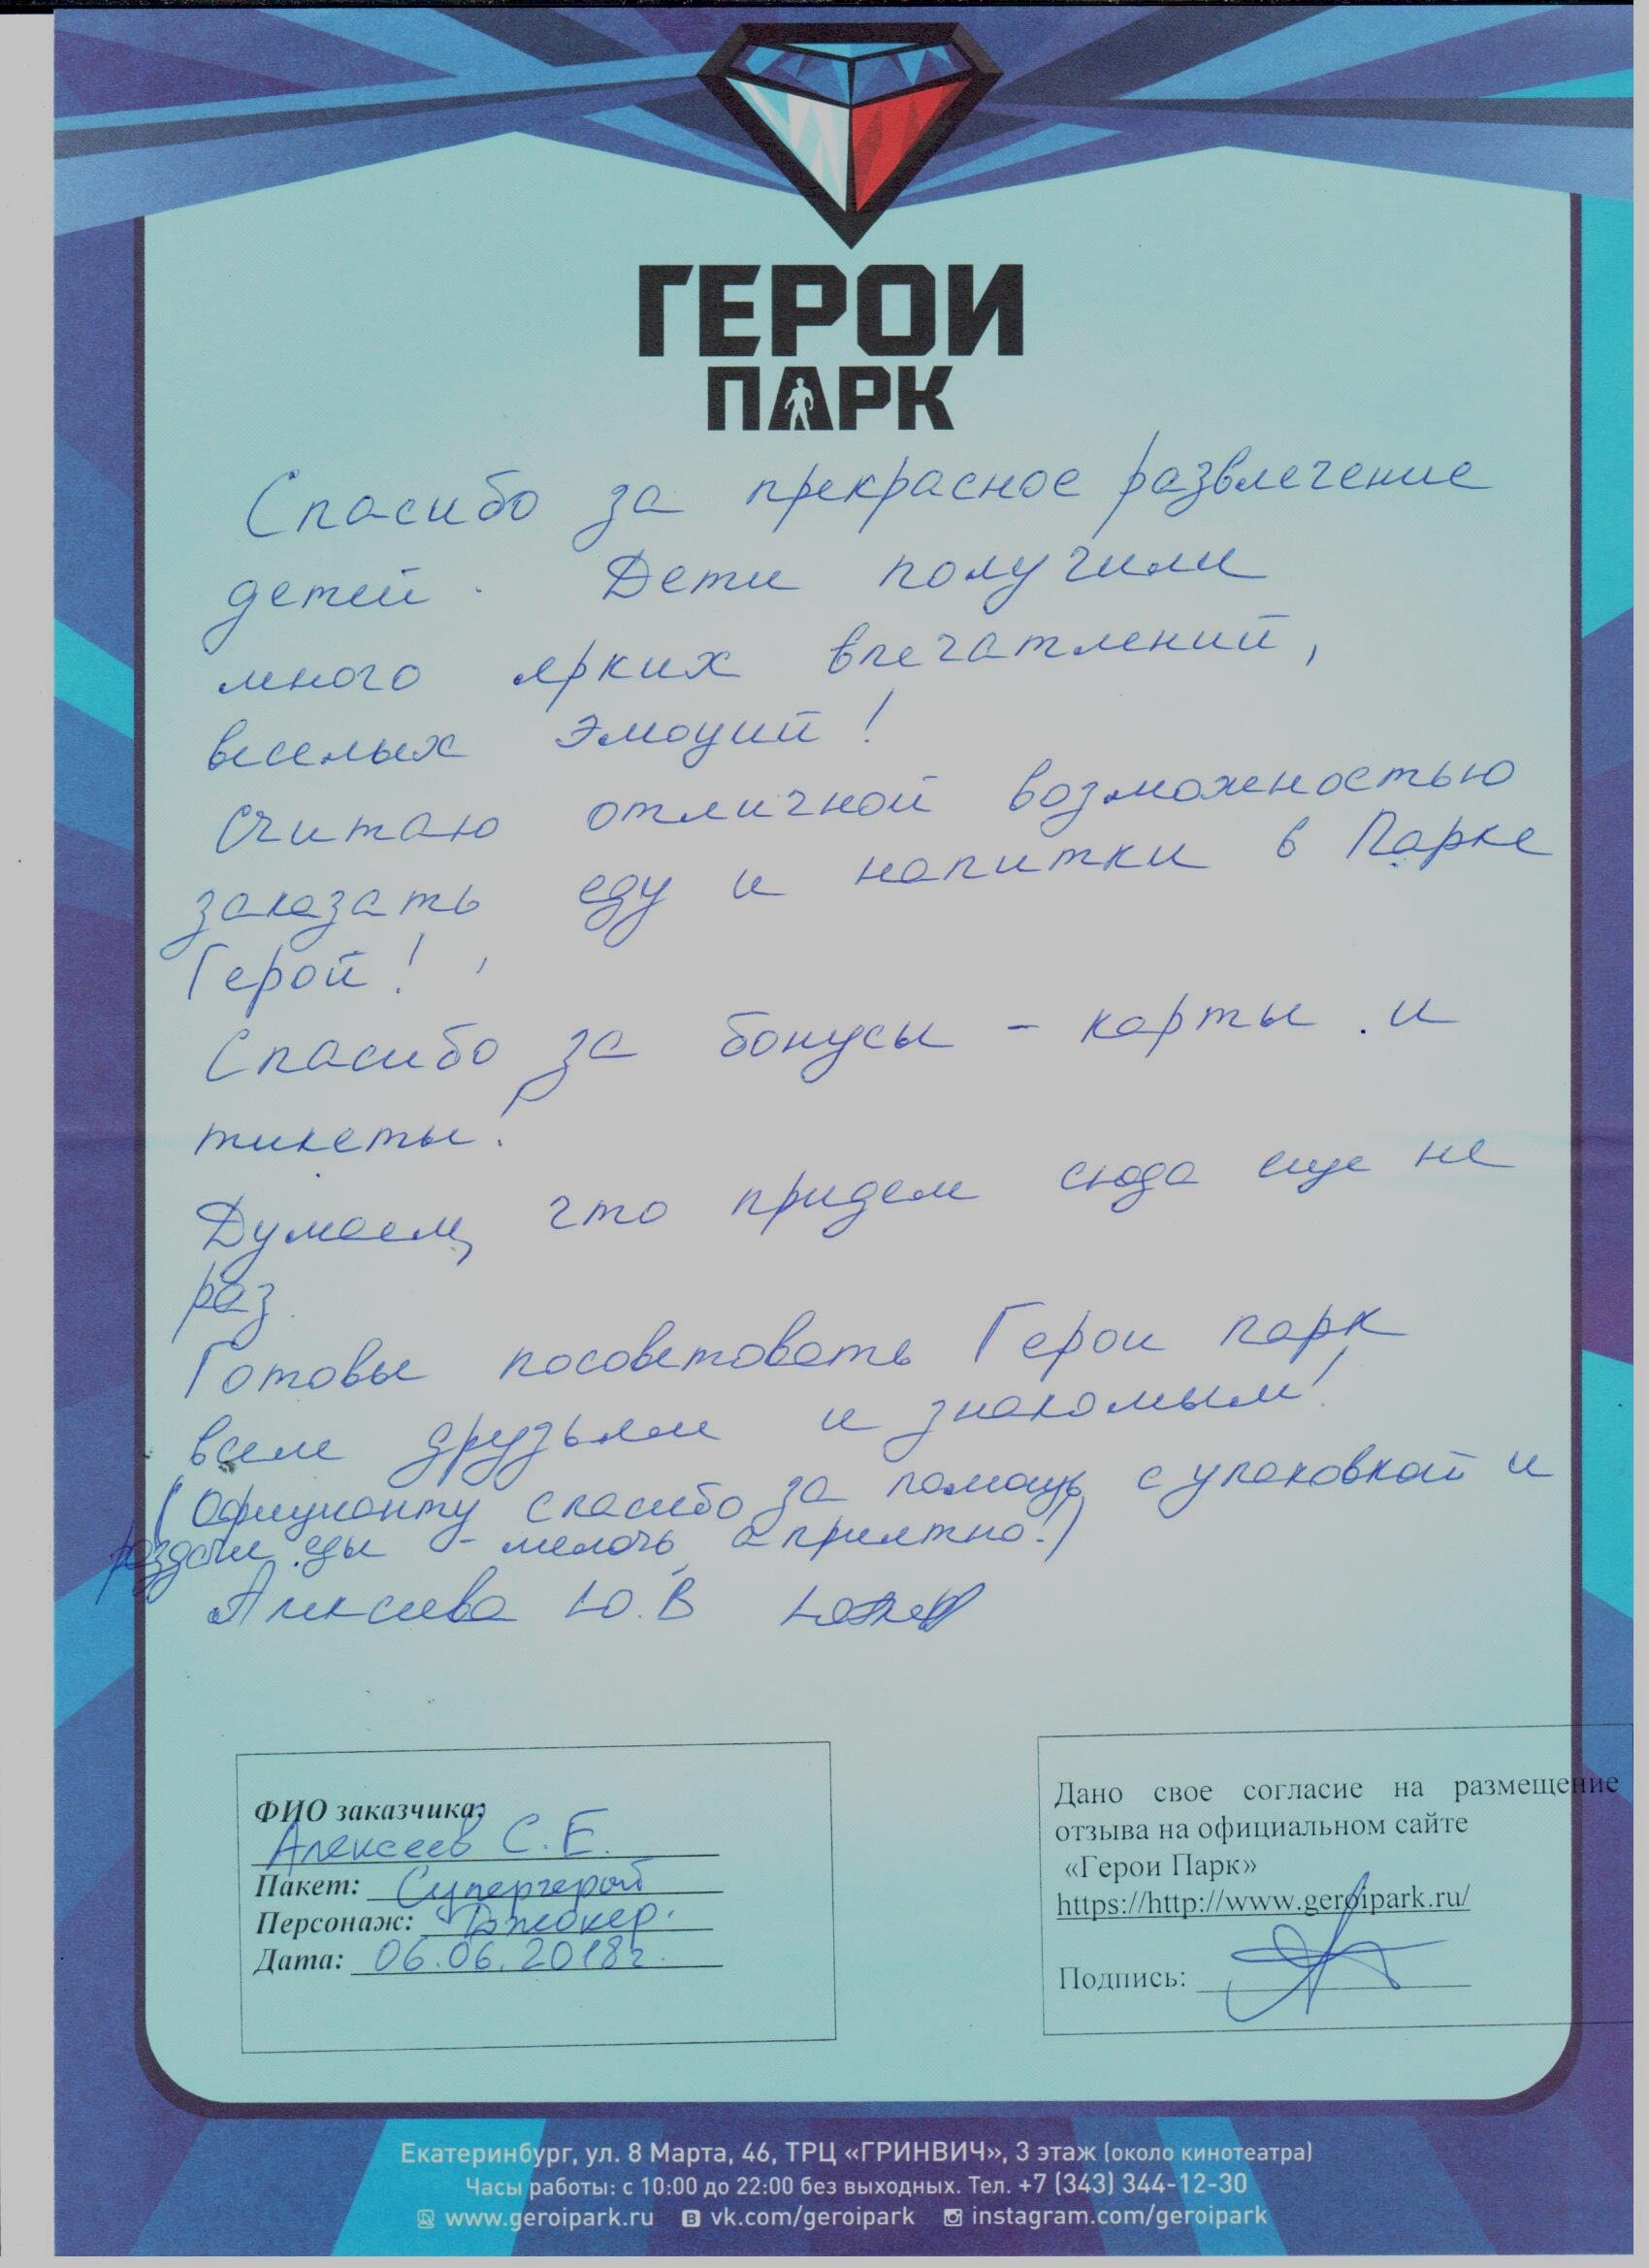 ГЕРОИ
ПАРК
Спасибо за прекрасное развлечение
детей. Дети получили
много ярких впечатлений,
веселых эмоций!
Считаю отличной возможностью
заказать еду и напитки в Парке
Герой!
Спасибо за бонусы - карты и
тикеты!
Думаем, что придем сюда еще не
раз.
Готовы посоветовать Герои парк
всем друзьям и знакомым!
(Официанту спасибо за помощь с упаковкой и
раздачи еды - мелочь, а приятно!)
Алексеева Ю.В
ФИО заказчика:
Алексеев С.Е.
Пакет: Супергерой
Персонаж: Джокер.
Дата: 06.06.2018г.
Дано свое согласие на размещение
отзыва на официальном сайте
«Герои Парк»
https://http://www.geroipark.ru/
Подпись:
Екатеринбург, ул. 8 Марта, 46, ТРЦ «ГРИНВИЧ», 3 этаж (около кинотеатра)
Часы работы: с 10:00 до 22:00 без выходных. Тел. +7 (343) 344-12-30
www.geroipark.ru vk.com/geroipark instagram.com/geroipark